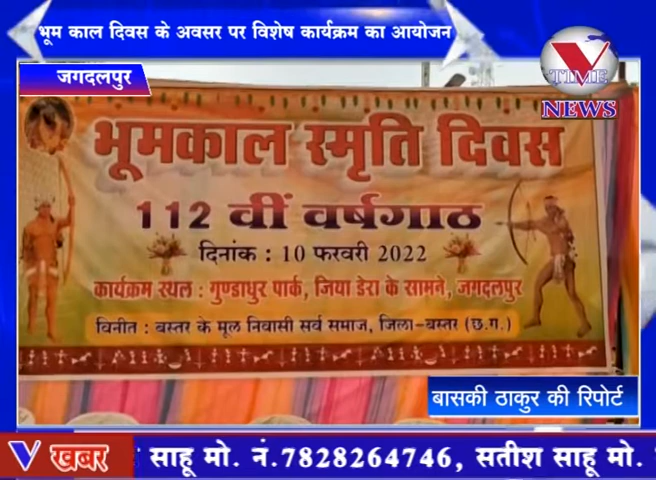 भूम काल दिवस के अवसर पर विशेष कार्यक्रम का आयोजन
जगदलपुर
V
TIME
NEWS
भूमकाल स्मृति दिवस
112 वीं वर्षगाठ
दिनांक : 10 फरवरी 2022
कार्यक्रम स्थल : गुण्डाधुर पार्क, जिया डेरा के सामने, जगदलपुर
विनीत : बस्तर के मूल निवासी सर्व समाज, जिला-बस्तर (छ.ग.)
बासकी ठाकुर की रिपोर्ट
V खबर साहू मो. नं.7828264746, सतीश साहू मो.